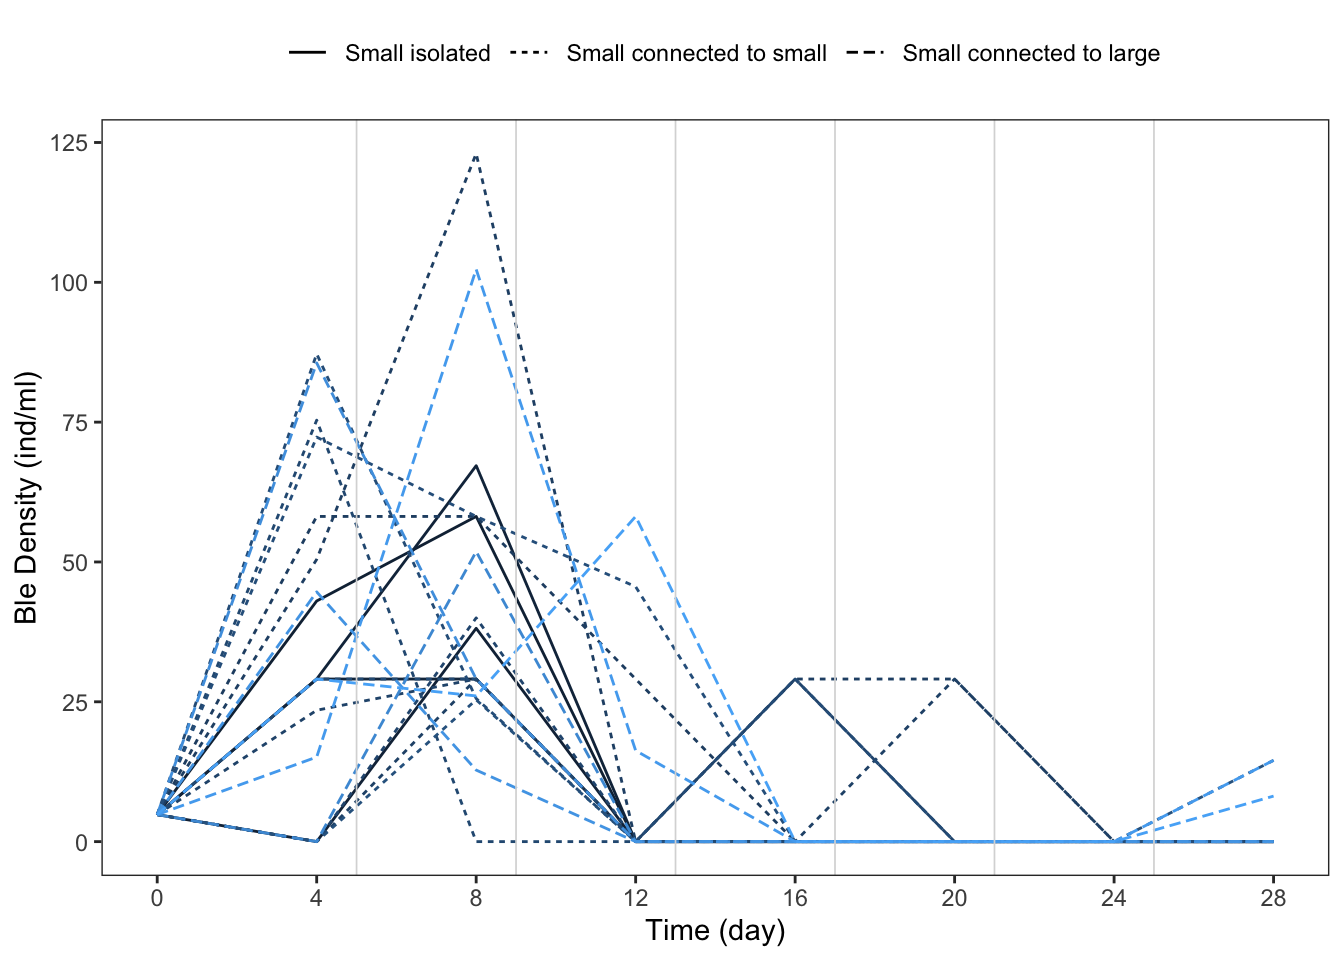 Small isolated Small connected to small Small connected to large
125
100
75
50
25
0
Ble Density (ind/ml)
0 4 8 12 16 20 24 28
Time (day)